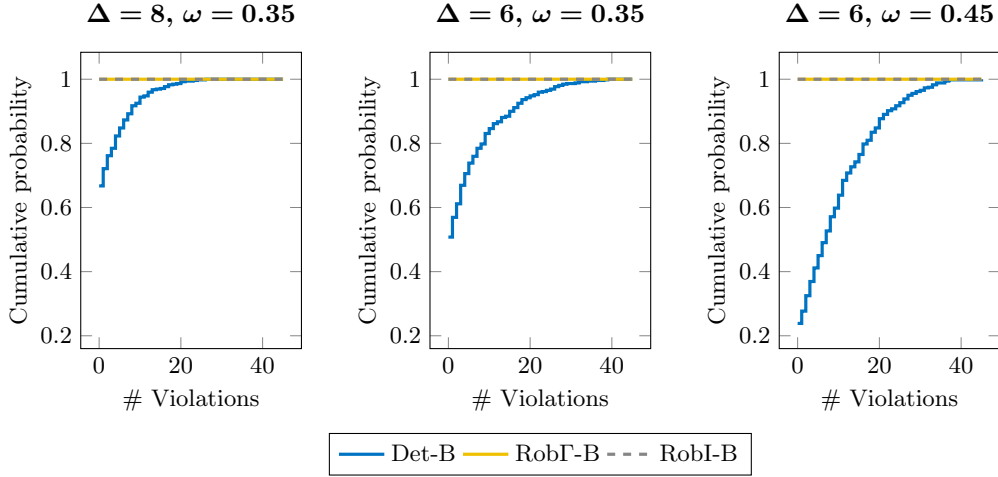 Δ = 8, ω = 0.35
Δ = 6, ω = 0.35
Δ = 6, ω = 0.45
Cumulative probability
1
0.8
0.6
0.4
0.2
0 20 40
# Violations
Cumulative probability
1
0.8
0.6
0.4
0.2
0 20 40
# Violations
Cumulative probability
1
0.8
0.6
0.4
0.2
0 20 40
# Violations
Det-B RobΓ-B RobI-B